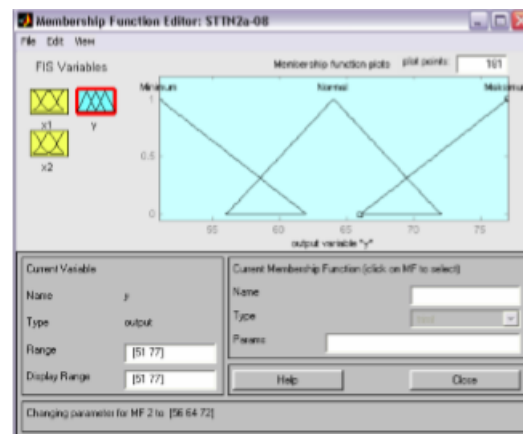 Membership Function Editor: STTN2a-08
File Edit View
FIS Variables
Membership function plots plot points: 181
x1 y
x2
Minimum Normal Maksimum
1
0.5
0
55 60 65 70 75
output variable "y"
Current Variable
Name y
Type output
Range [51 77]
Display Range [51 77]
Current Membership Function (click on MF to select)
Name
Type
Params
Help Close
Changing parameter for MF 2 to [56 64 72]